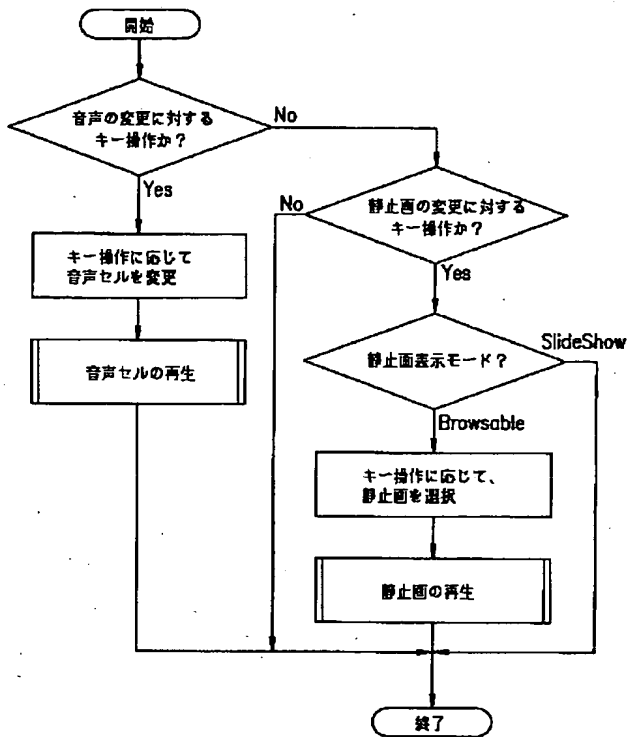 開始
音声の変更に対する
キー操作か？
No
Yes
静止画の変更に対する
キー操作か？
No
Yes
キー操作に応じて
音声セルを変更
音声セルの再生
静止画表示モード？
SlideShow
Browsable
キー操作に応じて、
静止画を選択
静止画の再生
終了